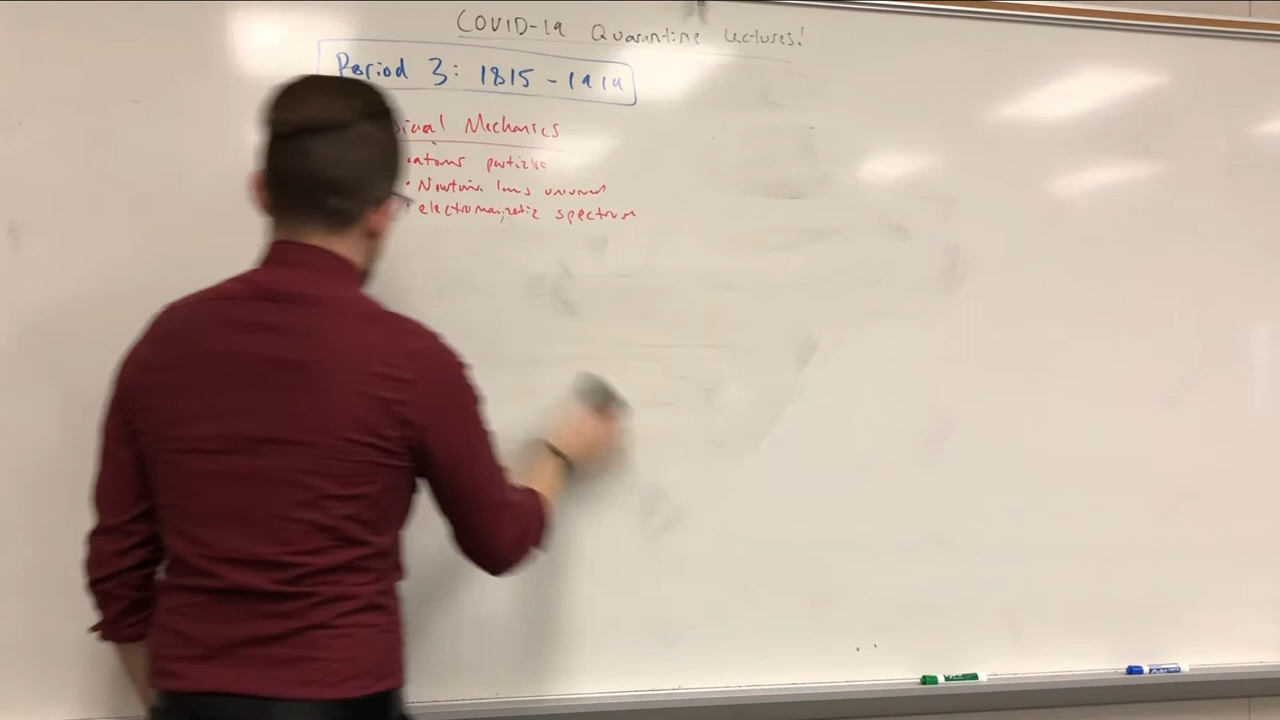 COVID-19 Quarantine Lectures!
Period 3: 1815 - 1914
sical Mechanics
atoms particles
• Newton's laws universal
• electromagnetic spectrum